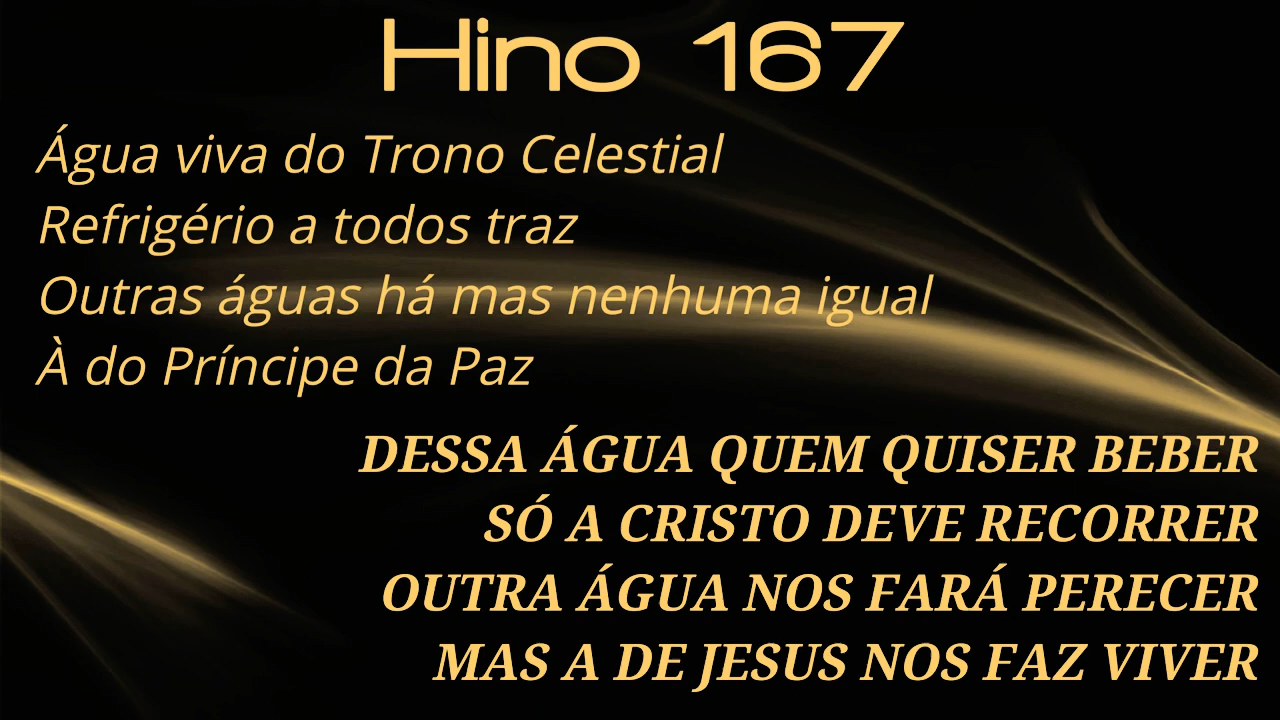 Hino 167
Água viva do Trono Celestial
Refrigério a todos traz
Outras águas há mas nenhuma igual
À do Príncipe da Paz
DESSA ÁGUA QUEM QUISER BEBER
SÓ A CRISTO DEVE RECORRER
OUTRA ÁGUA NOS FARÁ PERECER
MAS A DE JESUS NOS FAZ VIVER